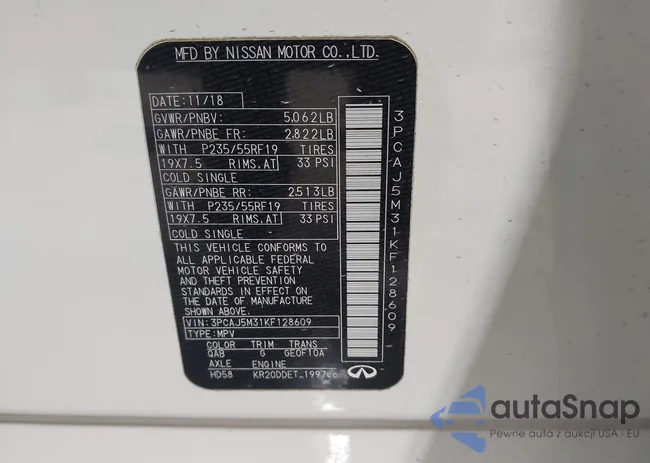 MFD BY NISSAN MOTOR CO.,LTD.
DATE:11/18
GVWR/PNBV: 5,062LB
GAWR/PNBE FR: 2,822LB
WITH P235/55RF19 TIRES
19X7.5 RIMS.AT 33 PSI
COLD SINGLE
GAWR/PNBE RR: 2,513LB
WITH P235/55RF19 TIRES
19X7.5 RIMS.AT 33 PSI
COLD SINGLE
THIS VEHICLE CONFORMS TO
ALL APPLICABLE FEDERAL
MOTOR VEHICLE SAFETY
AND THEFT PREVENTION
STANDARDS IN EFFECT ON
THE DATE OF MANUFACTURE
SHOWN ABOVE.
VIN:3PCAJ5M31KF128609
TYPE:MPV
COLOR TRIM TRANS
QAB G GEOF10A
AXLE ENGINE
HD58 KR20DDET_1997cc
3PCAJ5M31KF128609
autaSnap
Pewne auta z aukcji USA i EU